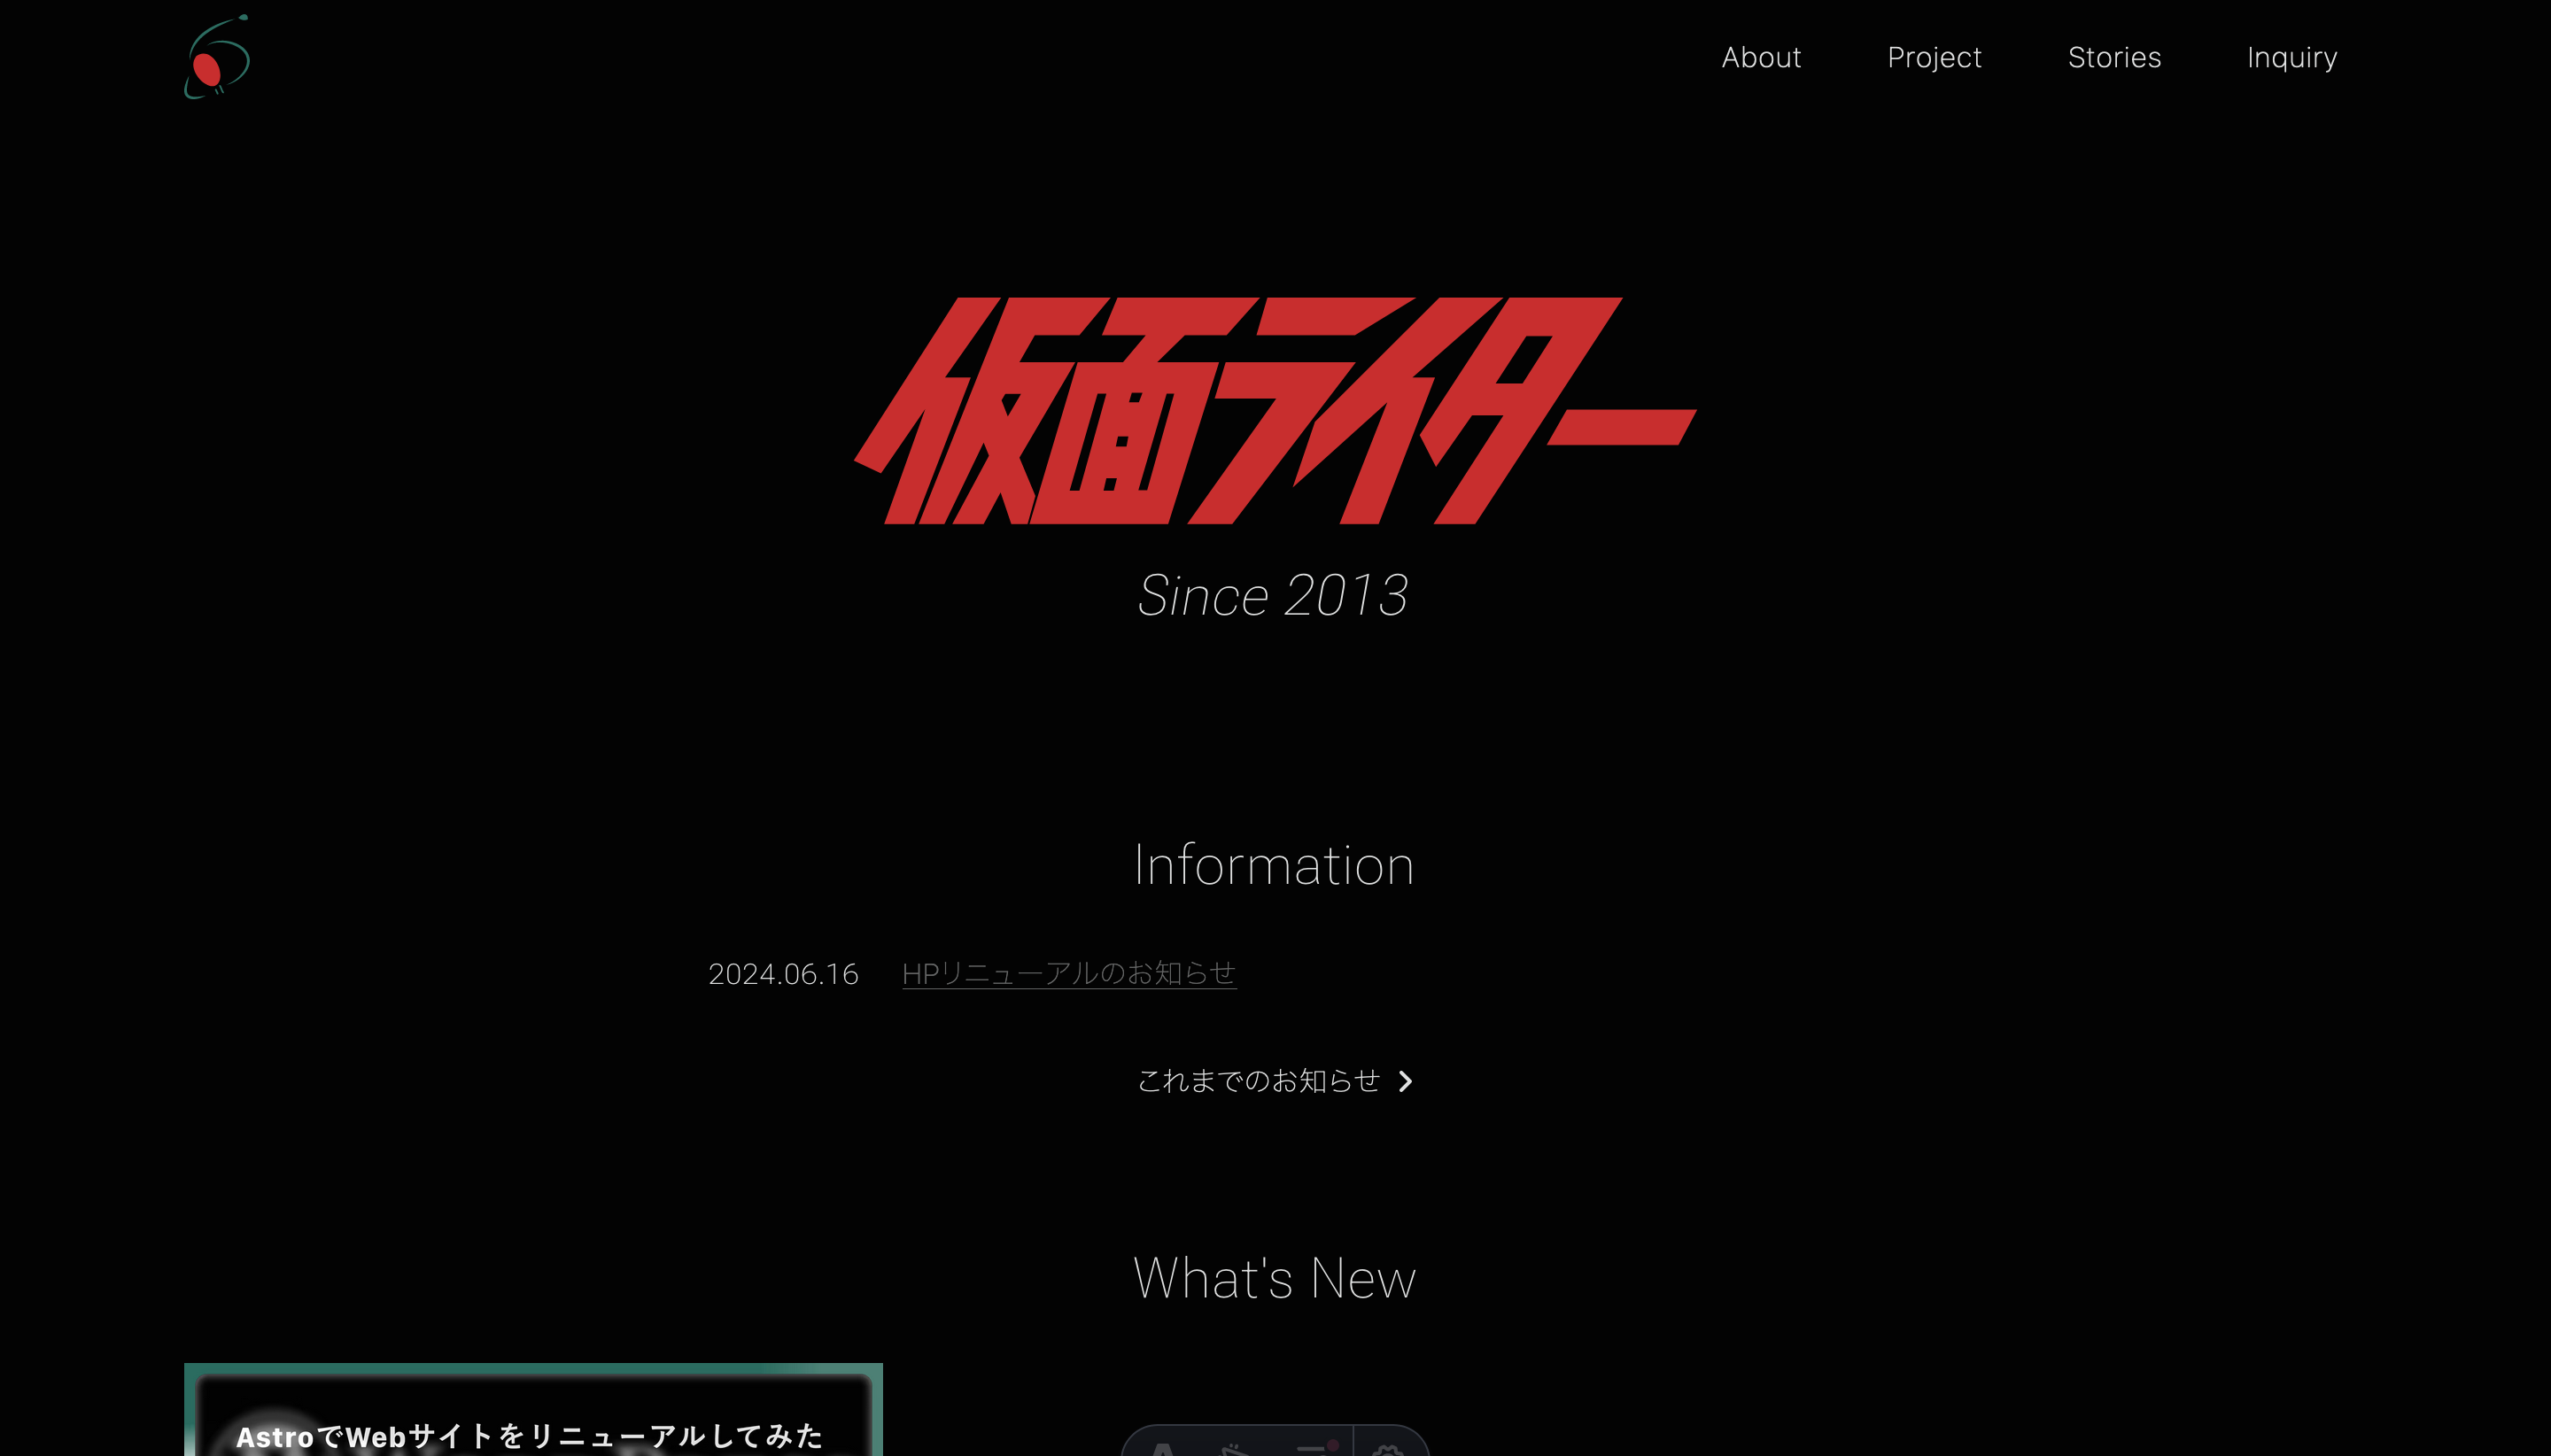 About Project Stories Inquiry
仮面ライター
Since 2013
Information
2024.06.16 HPリニューアルのお知らせ
これまでのお知らせ
What's New
AstroでWebサイトをリニューアルしてみた